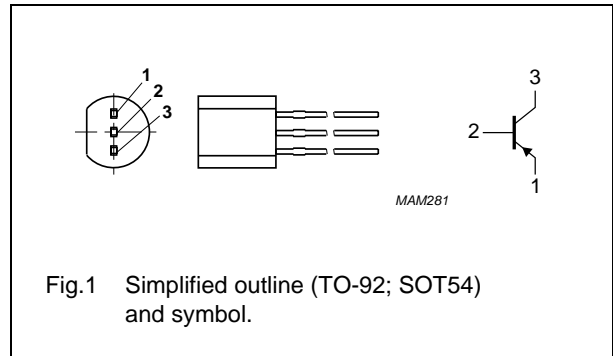 1
2
3
3
2
1
MAM281
Fig.1 Simplified outline (TO-92; SOT54)
and symbol.